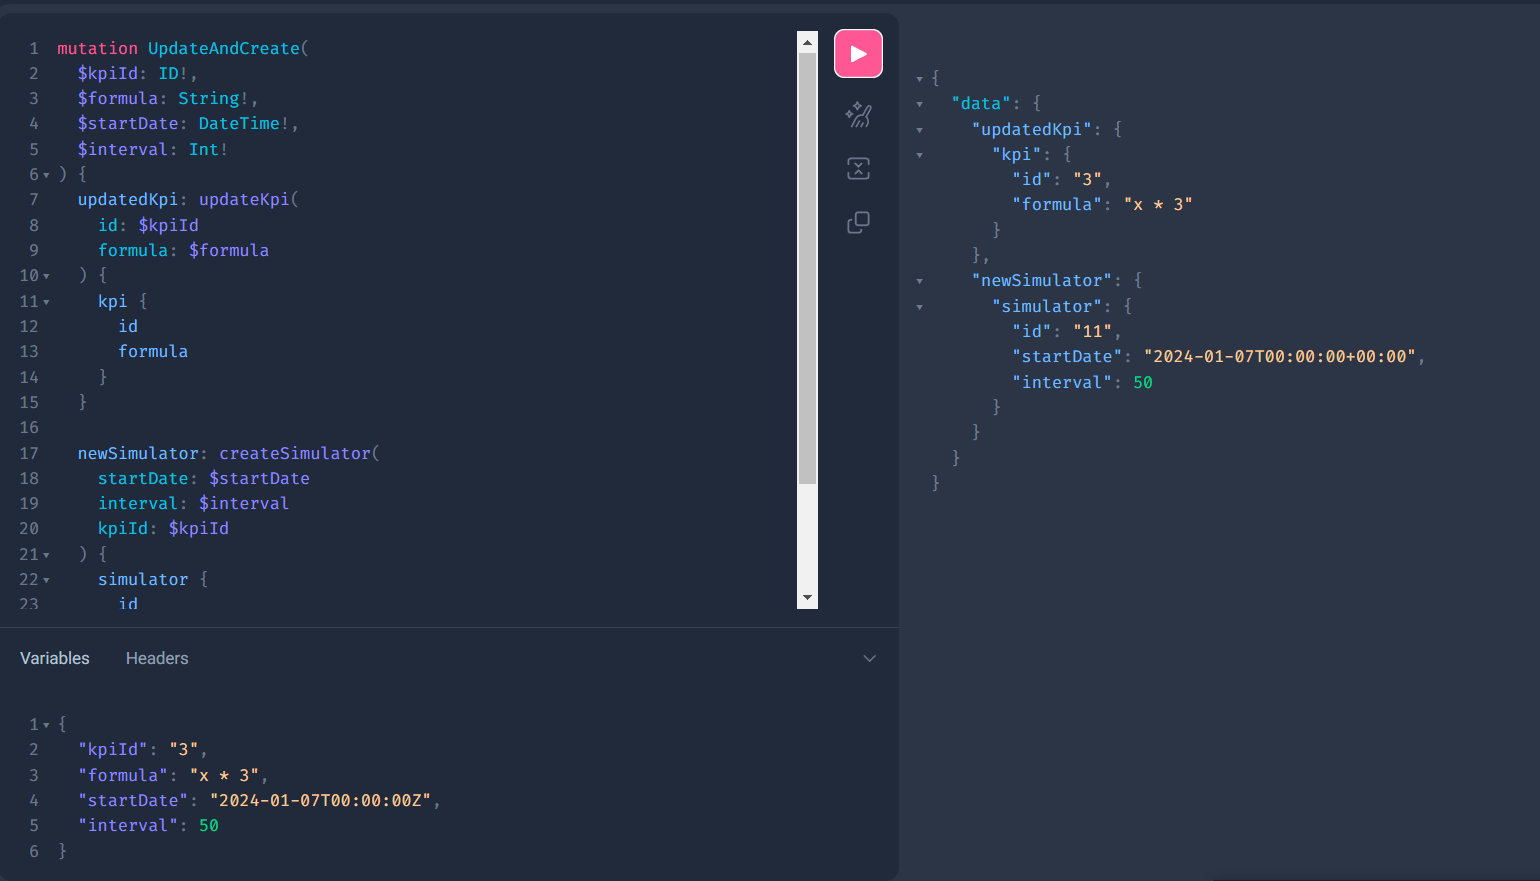 1 mutation UpdateAndCreate(
2 $kpiId: ID!,
3 $formula: String!,
4 $startDate: DateTime!,
5 $interval: Int!
6 ) {
7 updatedKpi: updateKpi(
8 id: $kpiId
9 formula: $formula
10 ) {
11 kpi {
12 id
13 formula
14 }
15 }
16
17 newSimulator: createSimulator(
18 startDate: $startDate
19 interval: $interval
20 kpiId: $kpiId
21 ) {
22 simulator {
23 id
Variables Headers
1 {
2 "kpiId": "3",
3 "formula": "x * 3",
4 "startDate": "2024-01-07T00:00:00Z",
5 "interval": 50
6 }
{
"data": {
"updatedKpi": {
"kpi": {
"id": "3",
"formula": "x * 3"
}
},
"newSimulator": {
"simulator": {
"id": "11",
"startDate": "2024-01-07T00:00:00+00:00",
"interval": 50
}
}
}
}